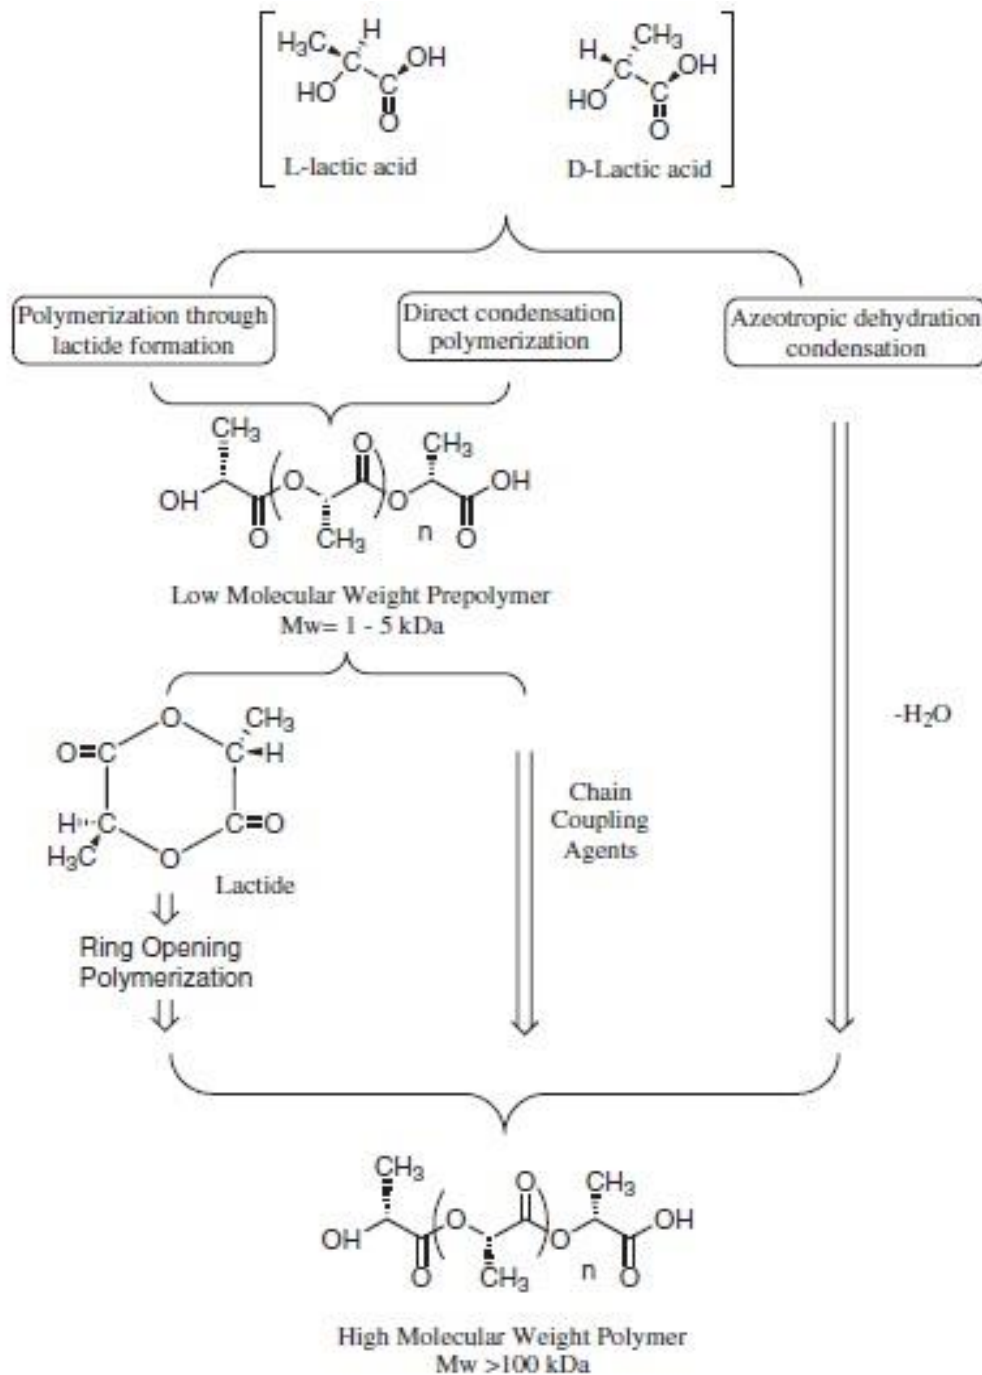 H₃C H
C OH
HO C
O
L-lactic acid
H CH₃
C OH
HO C
O
D-Lactic acid
Polymerization through
lactide formation
Direct condensation
polymerization
Azeotropic dehydration
condensation
CH₃ O CH₃
OH O O OH
O CH₃ n O
Low Molecular Weight Prepolymer
Mw= 1 - 5 kDa
O CH₃
O=C C H
H C C=O
H₃C O
Lactide
Ring Opening
Polymerization
Chain
Coupling
Agents
-H₂O
CH₃ O CH₃
OH O O OH
O CH₃ n O
High Molecular Weight Polymer
Mw >100 kDa